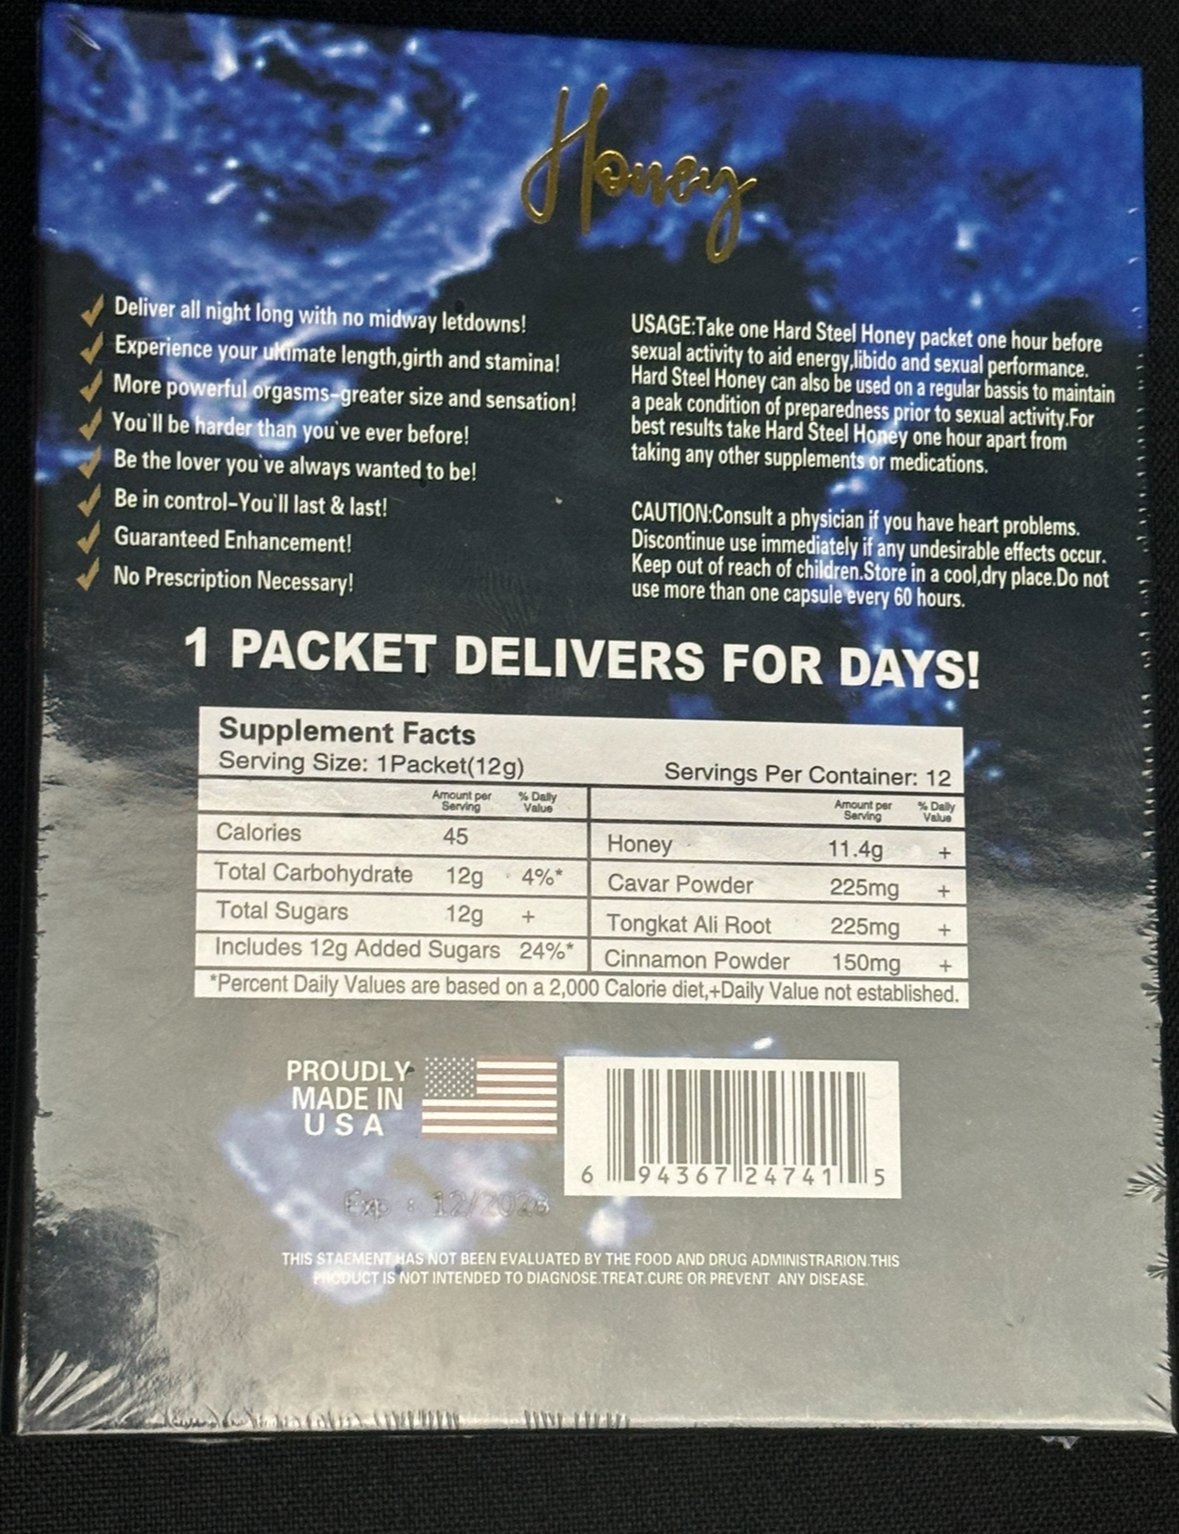 Honey
Deliver all night long with no midway letdowns!
Experience your ultimate length,girth and stamina!
More powerful orgasms-greater size and sensation!
You`ll be harder than you`ve ever before!
Be the lover you`ve always wanted to be!
Be in control-You`ll last & last!
Guaranteed Enhancement!
No Prescription Necessary!
USAGE:Take one Hard Steel Honey packet one hour before
sexual activity to aid energy,libido and sexual performance.
Hard Steel Honey can also be used on a regular bassis to maintain
a peak condition of preparedness prior to sexual activity.For
best results take Hard Steel Honey one hour apart from
taking any other supplements or medications.
CAUTION:Consult a physician if you have heart problems.
Discontinue use immediately if any undesirable effects occur.
Keep out of reach of children.Store in a cool,dry place.Do not
use more than one capsule every 60 hours.
1 PACKET DELIVERS FOR DAYS!
Supplement Facts
Serving Size: 1Packet(12g) Servings Per Container: 12
Amount per Serving % Daily Value Amount per Serving % Daily Value
Calories 45
Total Carbohydrate 12g 4%*
Total Sugars 12g +
Includes 12g Added Sugars 24%*
Honey 11.4g +
Cavar Powder 225mg +
Tongkat Ali Root 225mg +
Cinnamon Powder 150mg +
*Percent Daily Values are based on a 2,000 Calorie diet,+Daily Value not established.
PROUDLY
MADE IN
USA
6 94367 24741 5
Exp : 12/2028
THIS STAEMENT HAS NOT BEEN EVALUATED BY THE FOOD AND DRUG ADMINISTRARION.THIS
PRODUCT IS NOT INTENDED TO DIAGNOSE.TREAT.CURE OR PREVENT ANY DISEASE.